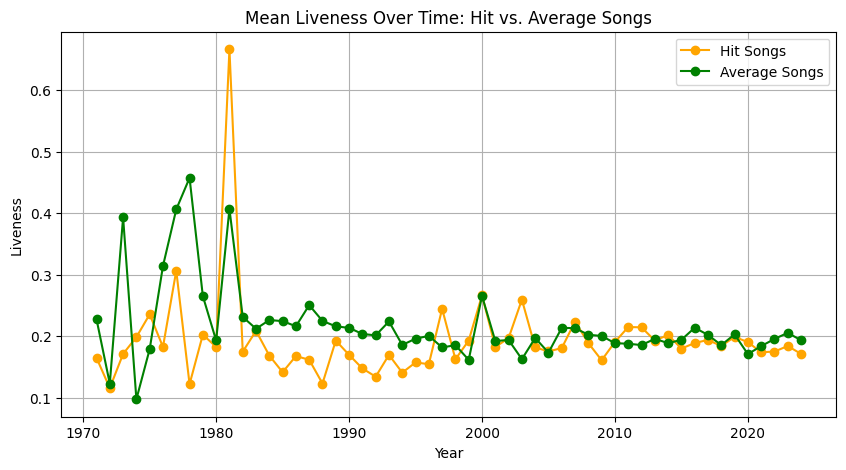 Mean Liveness Over Time: Hit vs. Average Songs
Hit Songs
Average Songs
Liveness
0.6
0.5
0.4
0.3
0.2
0.1
1970
1980
1990
2000
2010
2020
Year